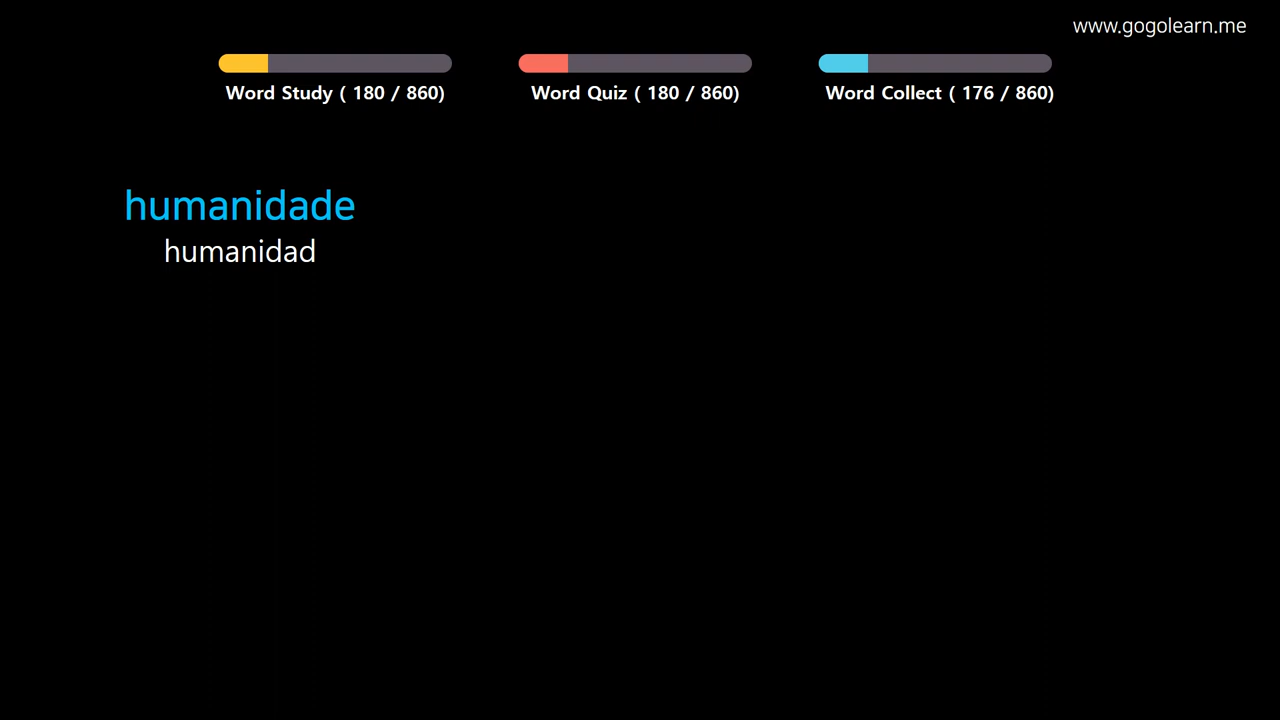 www.gogolearn.me
Word Study ( 180 / 860)
Word Quiz ( 180 / 860)
Word Collect ( 176 / 860)
humanidade
humanidad